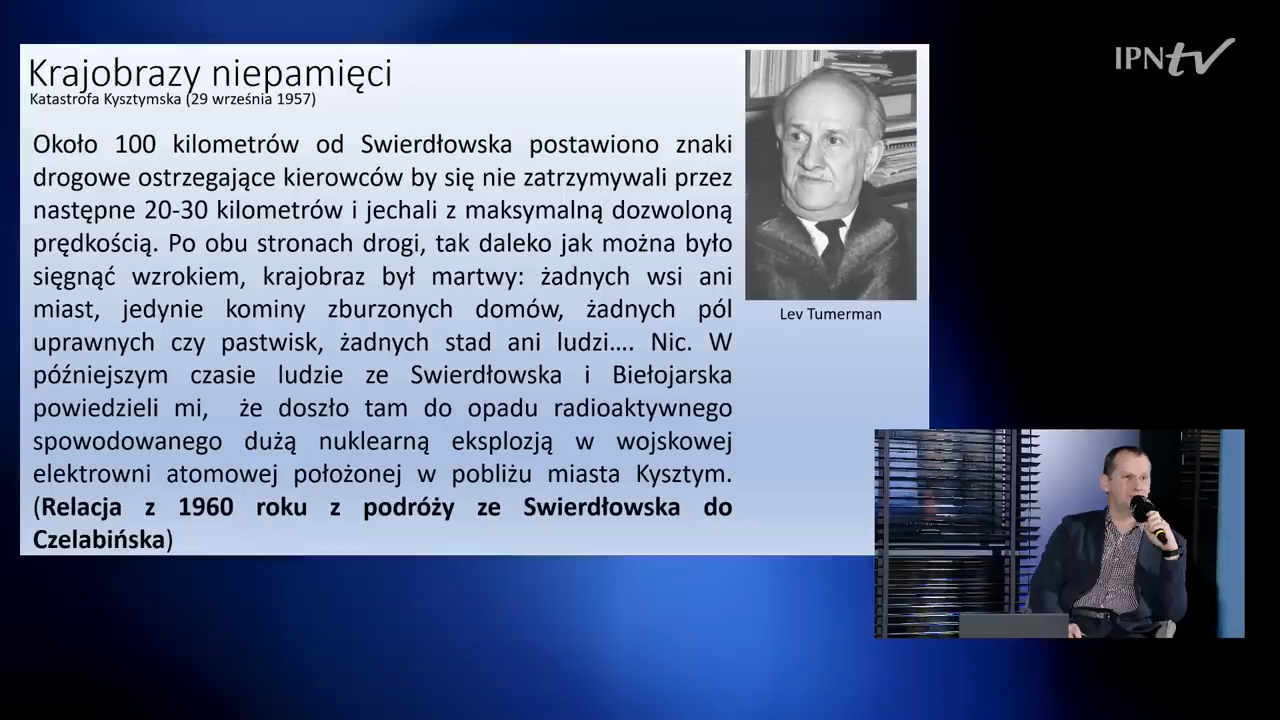 IPNtv
Krajobrazy niepamięci
Katastrofa Kysztymska (29 września 1957)
Około 100 kilometrów od Swierdłowska postawiono znaki
drogowe ostrzegające kierowców by się nie zatrzymywali przez
następne 20-30 kilometrów i jechali z maksymalną dozwoloną
prędkością. Po obu stronach drogi, tak daleko jak można było
sięgnąć wzrokiem, krajobraz był martwy: żadnych wsi ani
miast, jedynie kominy zburzonych domów, żadnych pól
uprawnych czy pastwisk, żadnych stad ani ludzi.... Nic. W
późniejszym czasie ludzie ze Swierdłowska i Biełojarska
powiedzieli mi, że doszło tam do opadu radioaktywnego
spowodowanego dużą nuklearną eksplozją w wojskowej
elektrowni atomowej położonej w pobliżu miasta Kysztym.
(Relacja z 1960 roku z podróży ze Swierdłowska do
Czelabińska)
Lev Tumerman